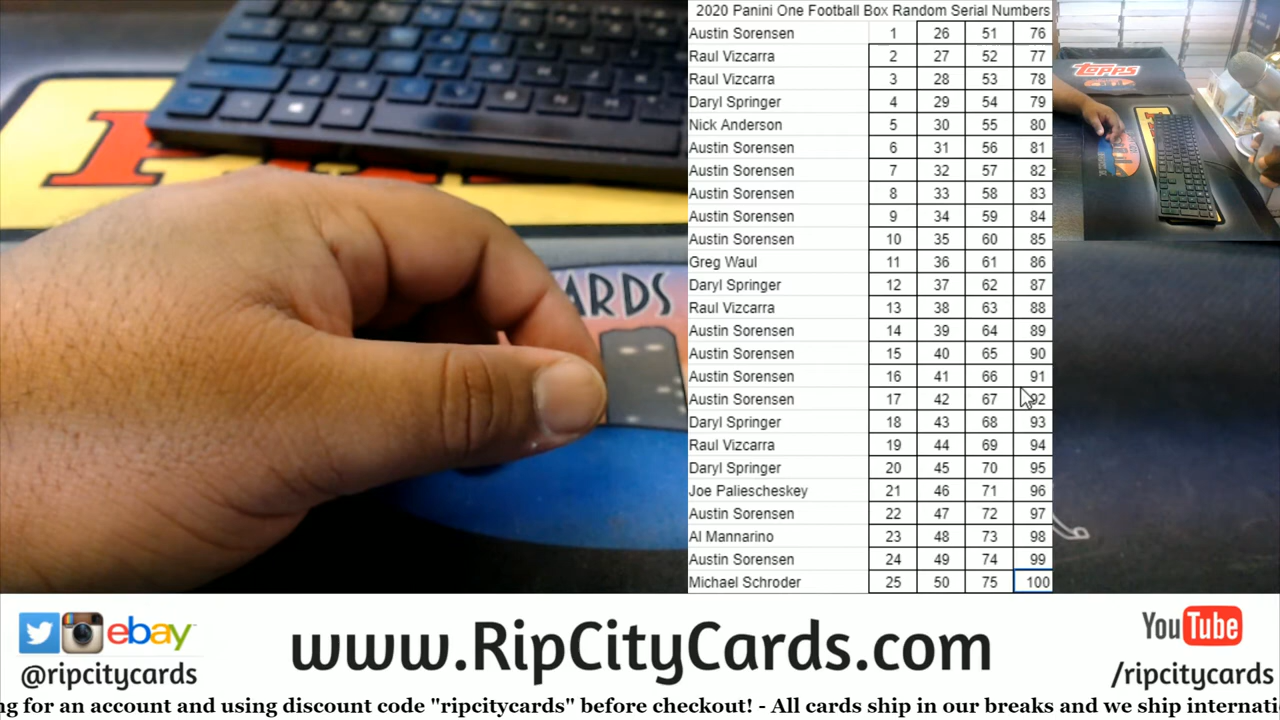 2020 Panini One Football Box Random Serial Numbers
Austin Sorensen 1 26 51 76
Raul Vizcarra 2 27 52 77
Raul Vizcarra 3 28 53 78
Daryl Springer 4 29 54 79
Nick Anderson 5 30 55 80
Austin Sorensen 6 31 56 81
Austin Sorensen 7 32 57 82
Austin Sorensen 8 33 58 83
Austin Sorensen 9 34 59 84
Austin Sorensen 10 35 60 85
Greg Waul 11 36 61 86
Daryl Springer 12 37 62 87
Raul Vizcarra 13 38 63 88
Austin Sorensen 14 39 64 89
Austin Sorensen 15 40 65 90
Austin Sorensen 16 41 66 91
Austin Sorensen 17 42 67 92
Daryl Springer 18 43 68 93
Raul Vizcarra 19 44 69 94
Daryl Springer 20 45 70 95
Joe Paliescheskey 21 46 71 96
Austin Sorensen 22 47 72 97
Al Mannarino 23 48 73 98
Austin Sorensen 24 49 74 99
Michael Schroder 25 50 75 100
Topps
ARDS
ebay
@ripcitycards
www.RipCityCards.com
YouTube
/ripcitycards
ng for an account and using discount code "ripcitycards" before checkout! - All cards ship in our breaks and we ship internati